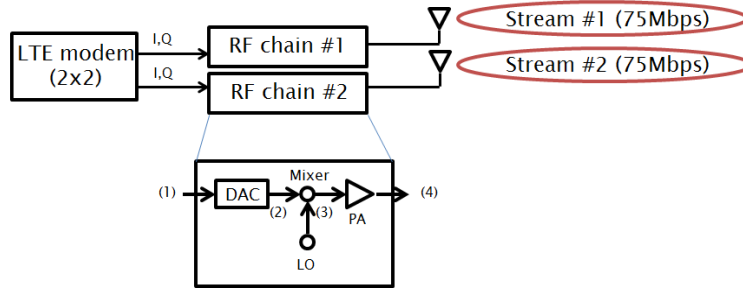 LTE modem
(2x2)
I,Q
I,Q
RF chain #1
RF chain #2
Stream #1 (75Mbps)
Stream #2 (75Mbps)
(1)
DAC
(2)
Mixer
(3)
LO
PA
(4)